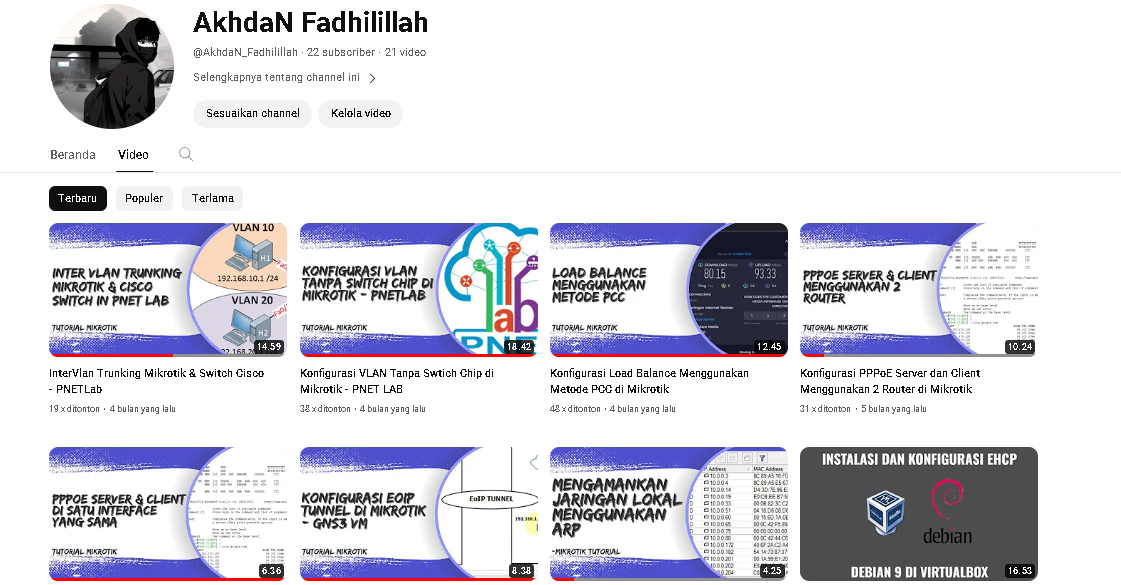 AkhdaN Fadhilillah
@AkhdaN_Fadhilillah · 22 subscriber · 21 video
Selengkapnya tentang channel ini
Sesuaikan channel
Kelola video
Beranda
Video
Terbaru
Populer
Terlama
INTER VLAN TRUNKING
MIKROTIK & CISCO
SWITCH IN PNET LAB
TUTORIAL MIKROTIK
VLAN 10
H1
192.168.10.1 /24
VLAN 20
H2
14.59
KONFIGURASI VLAN
TANPA SWITCH CHIP DI
MIKROTIK - PNETLAB
TUTORIAL MIKROTIK
lab
PNET
18.42
LOAD BALANCE
MENGGUNAKAN
METODE PCC
TUTORIAL MIKROTIK
DOWNLOAD
UPLOAD
80.15
93.33
12.45
PPPOE SERVER & CLIENT
MENGGUNAKAN 2
ROUTER
TUTORIAL MIKROTIK
10.24
InterVlan Trunking Mikrotik & Switch Cisco
- PNETLab
19 x ditonton · 4 bulan yang lalu
Konfigurasi VLAN Tanpa Swtich Chip di
Mikrotik - PNET LAB
38 x ditonton · 4 bulan yang lalu
Konfigurasi Load Balance Menggunakan
Metode PCC di Mikrotik
48 x ditonton · 4 bulan yang lalu
Konfigurasi PPPoE Server dan Client
Menggunakan 2 Router di Mikrotik
31 x ditonton · 5 bulan yang lalu
PPPOE SERVER & CLIENT
DI SATU INTERFACE
YANG SAMA
TUTORIAL MIKROTIK
6.36
KONFIGURASI EOIP
TUNNEL DI MIKROTIK
- GNS3 VM
TUTORIAL MIKROTIK
EoIP TUNNEL
8.38
MENGAMANKAN
JARINGAN LOKAL
MENGGUNAKAN
ARP
-MIKROTIK TUTORIAL
Address
MAC Address
4.25
INSTALASI DAN KONFIGURASI EHCP
debian
DEBIAN 9 DI VIRTUALBOX
16.53